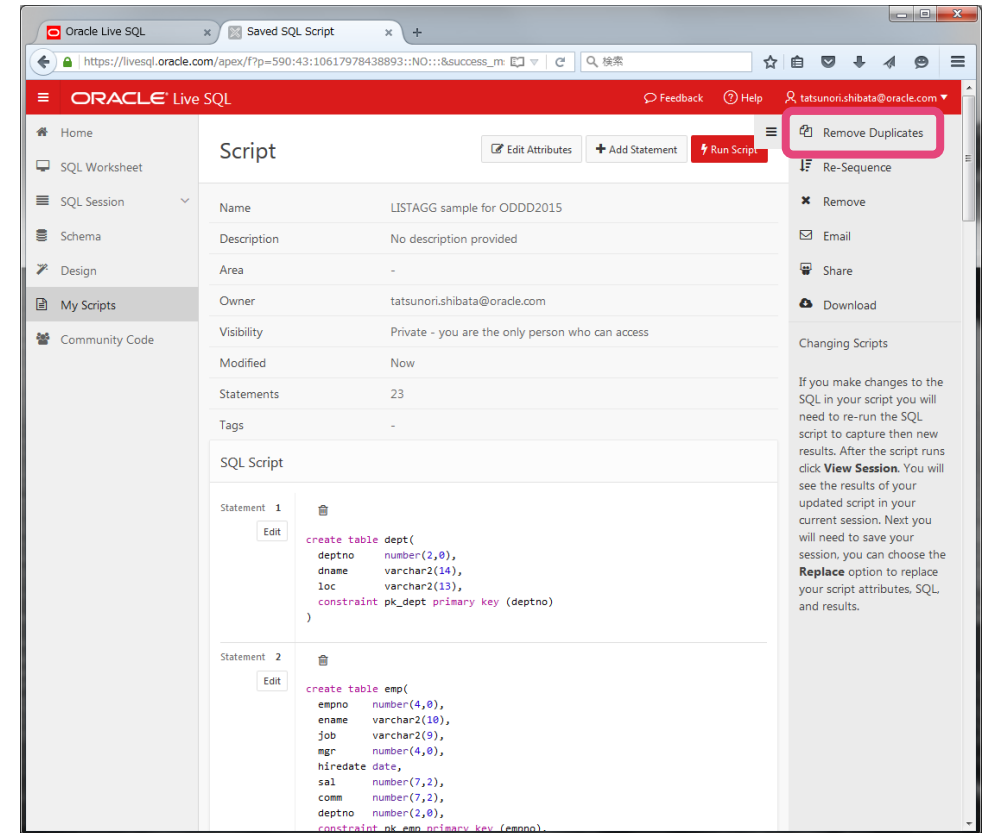 Oracle Live SQL
Saved SQL Script
https://livesql.oracle.com/apex/f?p=590:43:10617978438893::NO:::&success_m:
検索
ORACLE Live SQL
Feedback
Help
tatsunori.shibata@oracle.com
Home
SQL Worksheet
SQL Session
Schema
Design
My Scripts
Community Code
Script
Edit Attributes
Add Statement
Run Script
Name LISTAGG sample for ODDD2015
Description No description provided
Area -
Owner tatsunori.shibata@oracle.com
Visibility Private - you are the only person who can access
Modified Now
Statements 23
Tags -
SQL Script
Statement 1
Edit
create table dept(
deptno number(2,0),
dname varchar2(14),
loc varchar2(13),
constraint pk_dept primary key (deptno)
)
Statement 2
Edit
create table emp(
empno number(4,0),
ename varchar2(10),
job varchar2(9),
mgr number(4,0),
hiredate date,
sal number(7,2),
comm number(7,2),
deptno number(2,0),
constraint pk_emp primary key (empno),
Remove Duplicates
Re-Sequence
Remove
Email
Share
Download
Changing Scripts
If you make changes to the
SQL in your script you will
need to re-run the SQL
script to capture then new
results. After the script runs
click View Session. You will
see the results of your
updated script in your
current session. Next you
will need to save your
session, you can choose the
Replace option to replace
your script attributes, SQL,
and results.